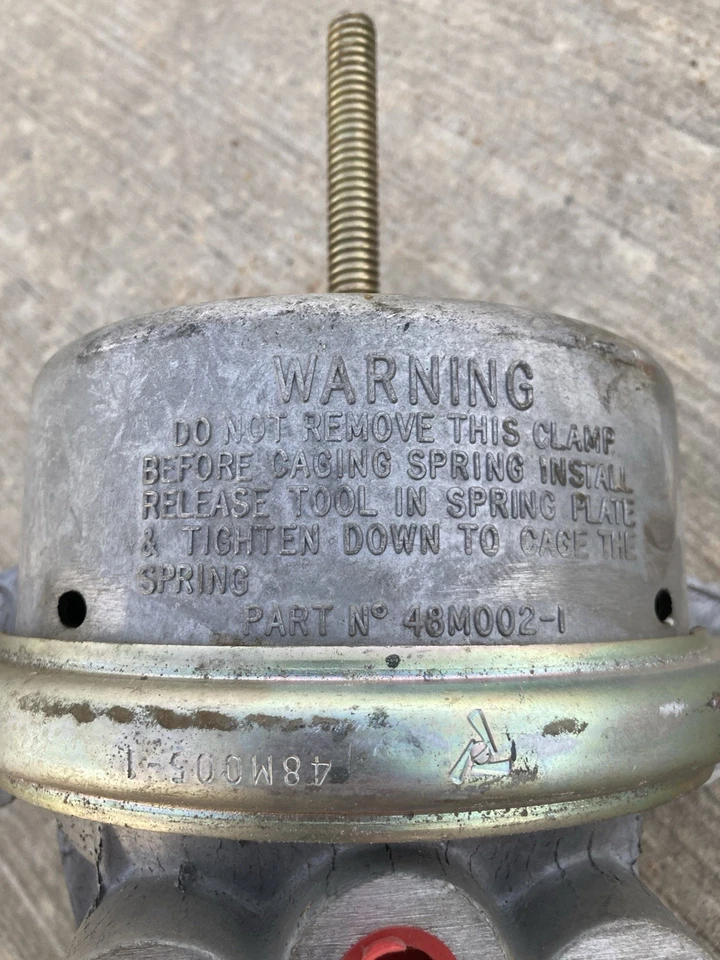 WARNING
DO NOT REMOVE THIS CLAMP
BEFORE CAGING SPRING INSTALL
RELEASE TOOL IN SPRING PLATE
& TIGHTEN DOWN TO CAGE THE
SPRING
PART Nº 48M002-1
48M005-1